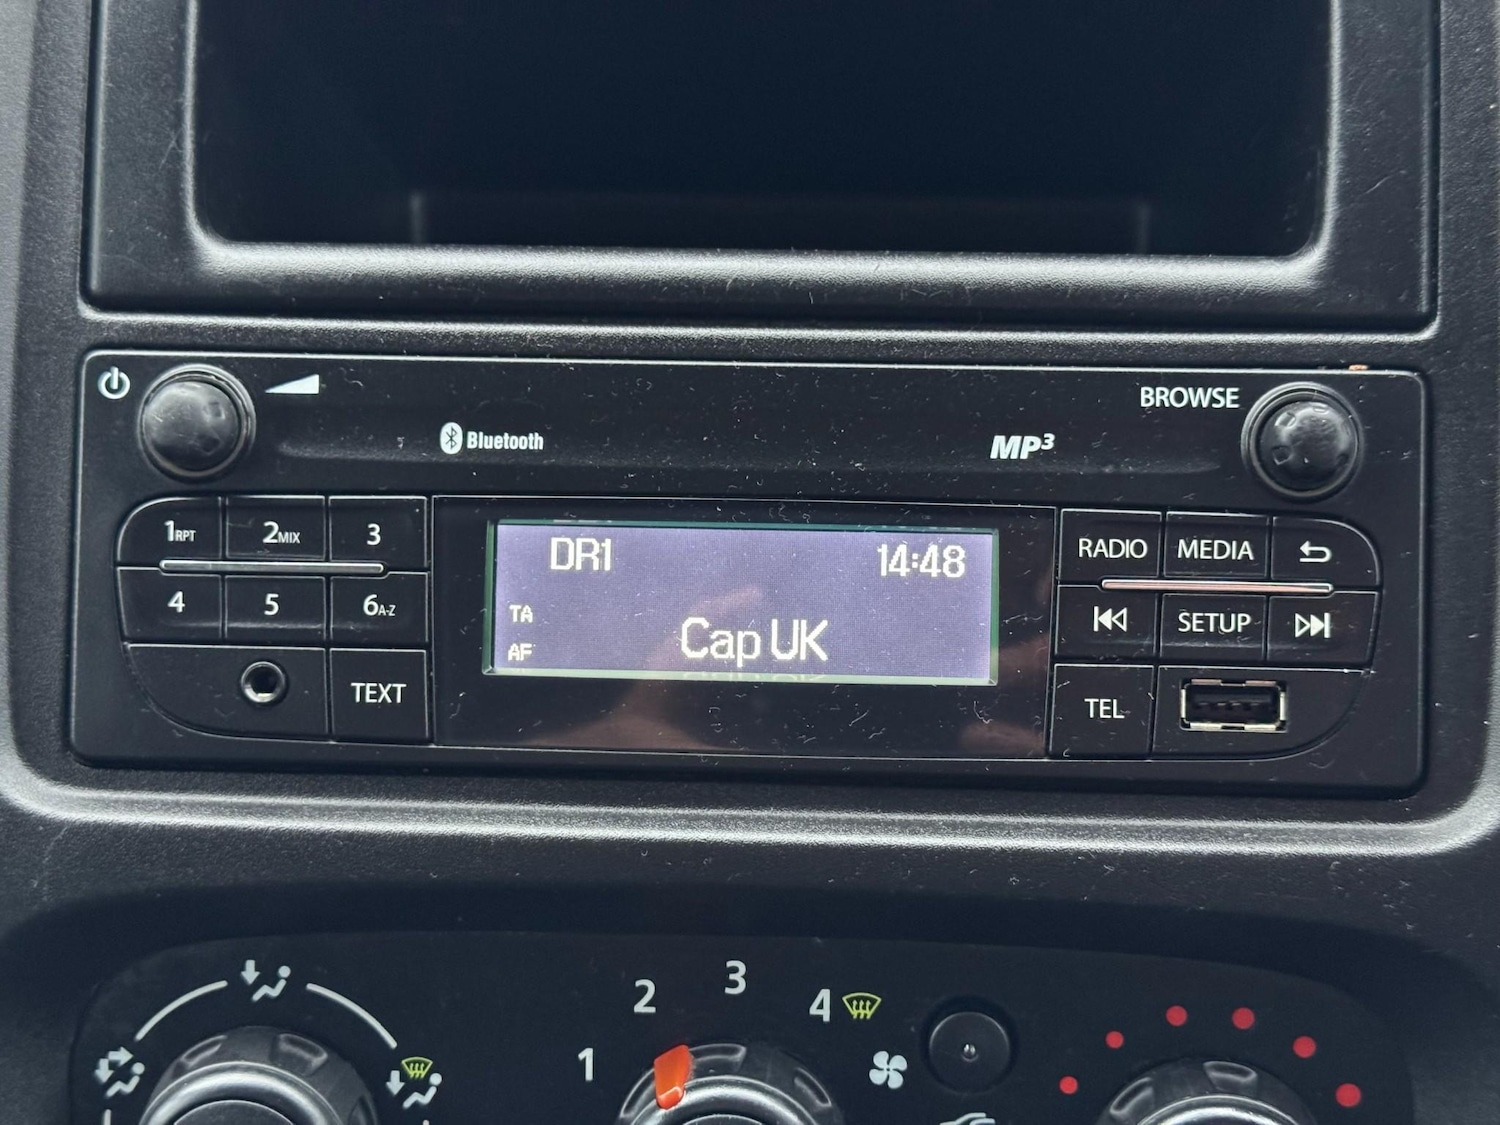 BROWSE
Bluetooth
MP3
1RPT 2MIX 3
4 5 6A-Z
TEXT
DR1 14:48
TA
AF
Cap UK
RADIO MEDIA
SETUP
TEL
1 2 3 4